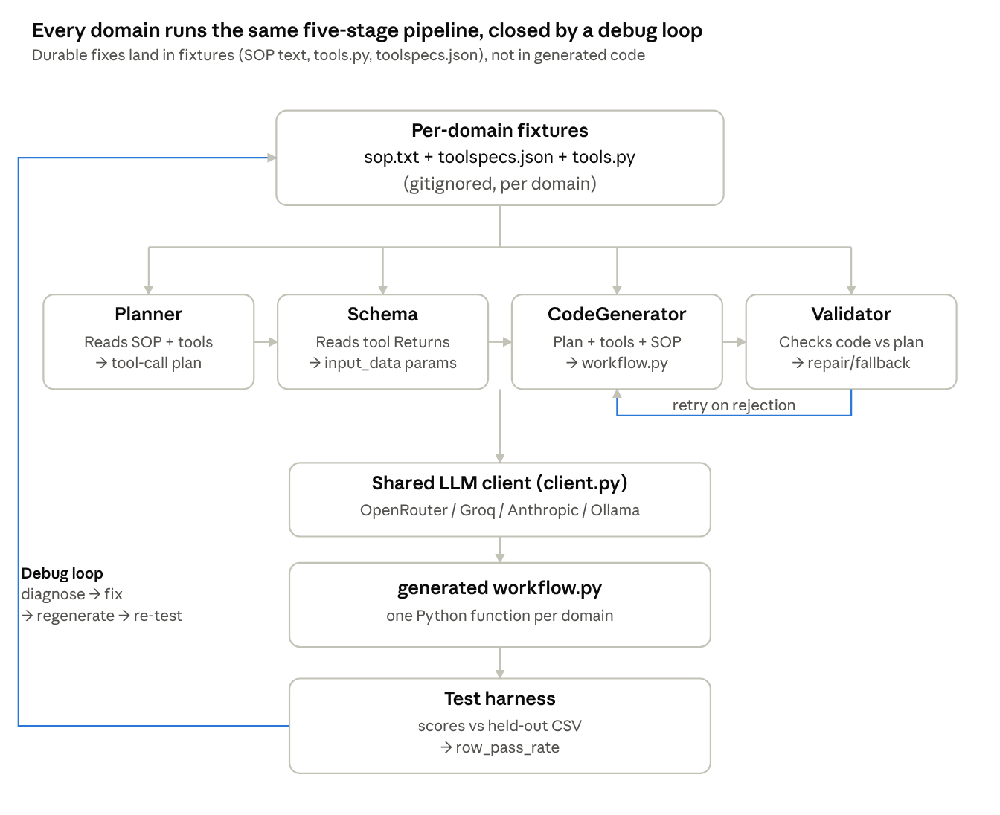 Every domain runs the same five-stage pipeline, closed by a debug loop
Durable fixes land in fixtures (SOP text, tools.py, toolspecs.json), not in generated code
Per-domain fixtures
sop.txt + toolspecs.json + tools.py
(gitignored, per domain)
Planner
Reads SOP + tools
→ tool-call plan
Schema
Reads tool Returns
→ input_data params
CodeGenerator
Plan + tools + SOP
→ workflow.py
Validator
Checks code vs plan
→ repair/fallback
retry on rejection
Shared LLM client (client.py)
OpenRouter / Groq / Anthropic / Ollama
Debug loop
diagnose → fix
→ regenerate → re-test
generated workflow.py
one Python function per domain
Test harness
scores vs held-out CSV
→ row_pass_rate